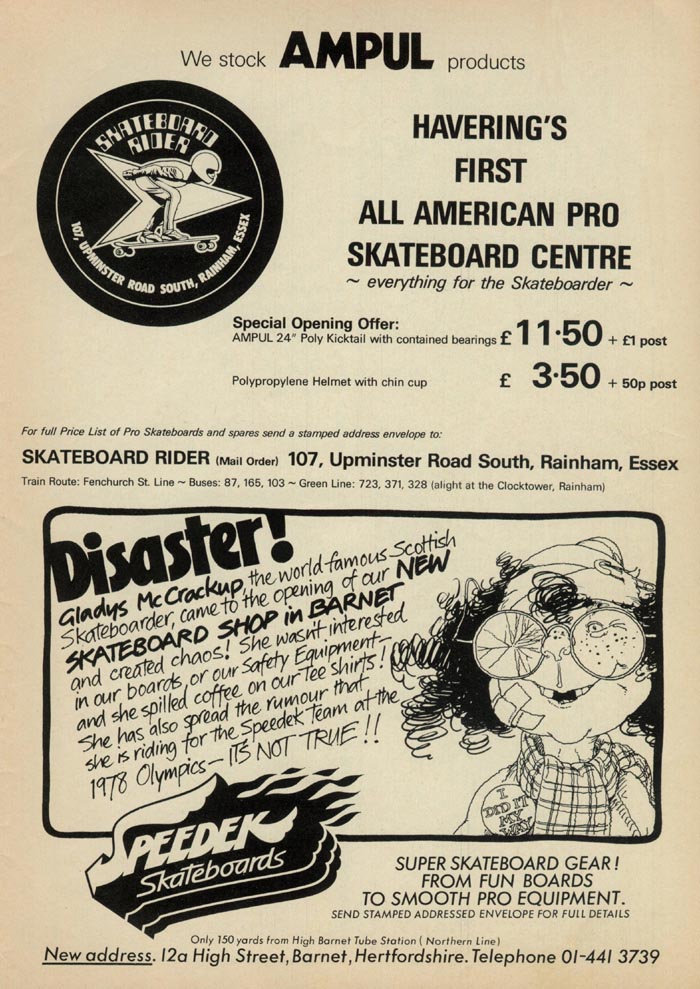 We stock AMPUL products
SKATEBOARD
RIDER
107, UPMINSTER ROAD SOUTH, RAINHAM, ESSEX
HAVERING'S
FIRST
ALL AMERICAN PRO
SKATEBOARD CENTRE
~ everything for the Skateboarder ~
Special Opening Offer:
AMPUL 24" Poly Kicktail with contained bearings £ 11·50 + £1 post
Polypropylene Helmet with chin cup £ 3·50 + 50p post
For full Price List of Pro Skateboards and spares send a stamped address envelope to:
SKATEBOARD RIDER (Mail Order) 107, Upminster Road South, Rainham, Essex
Train Route: Fenchurch St. Line ~ Buses: 87, 165, 103 ~ Green Line: 723, 371, 328 (alight at the Clocktower, Rainham)
Disaster!
Gladys McCrackup, the world-famous Scottish
Skateboarder, came to the opening of our NEW
SKATEBOARD SHOP in BARNET
and created chaos! She wasn't interested
in our boards, or our Safety Equipment—
and she spilled coffee on our Tee shirts!
She has also spread the rumour that
she is riding for the Speedek Team at the
1978 Olympics— IT'S NOT TRUE!!
I
DID IT
MY
WAY
SPEEDEK
Skateboards
SUPER SKATEBOARD GEAR!
FROM FUN BOARDS
TO SMOOTH PRO EQUIPMENT.
SEND STAMPED ADDRESSED ENVELOPE FOR FULL DETAILS
Only 150 yards from High Barnet Tube Station (Northern Line)
New address. 12a High Street, Barnet, Hertfordshire. Telephone 01-441 3739